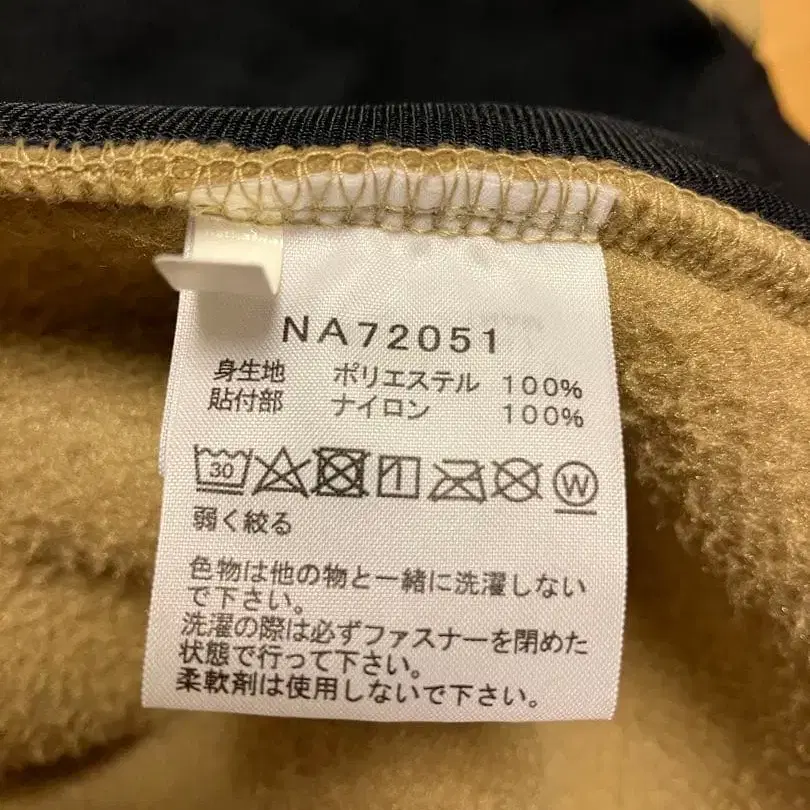 NA72051
身生地 ポリエステル 100%
貼付部 ナイロン 100%
30 W
弱く絞る
色物は他の物と一緒に洗濯しない
で下さい。
洗濯の際は必ずファスナーを閉めた
状態で行って下さい。
柔軟剤は使用しないで下さい。